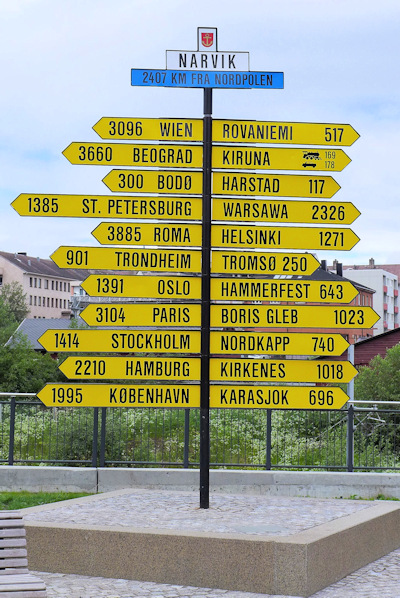 NARVIK
2407 KM FRA NORDPOLEN
3096 WIEN
ROVANIEMI 517
3660 BEOGRAD
KIRUNA 169
178
300 BODØ
HARSTAD 117
1385 ST. PETERSBURG
WARSAWA 2326
3885 ROMA
HELSINKI 1271
901 TRONDHEIM
TROMSØ 250
1391 OSLO
HAMMERFEST 643
3104 PARIS
BORIS GLEB 1023
1414 STOCKHOLM
NORDKAPP 740
2210 HAMBURG
KIRKENES 1018
1995 KØBENHAVN
KARASJOK 696